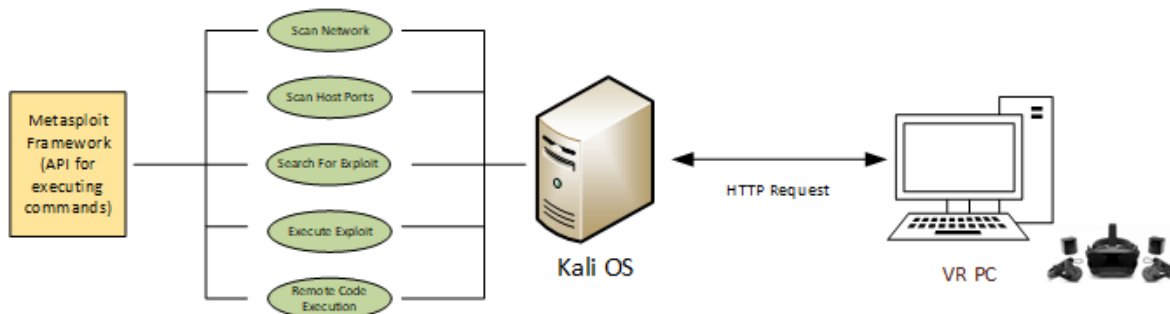 Scan Network
Scan Host Ports
Metasploit
Framework
(API for
executing
commands)
Search For Exploit
Execute Exploit
Remote Code
Execution
Kali OS
HTTP Request
VR PC